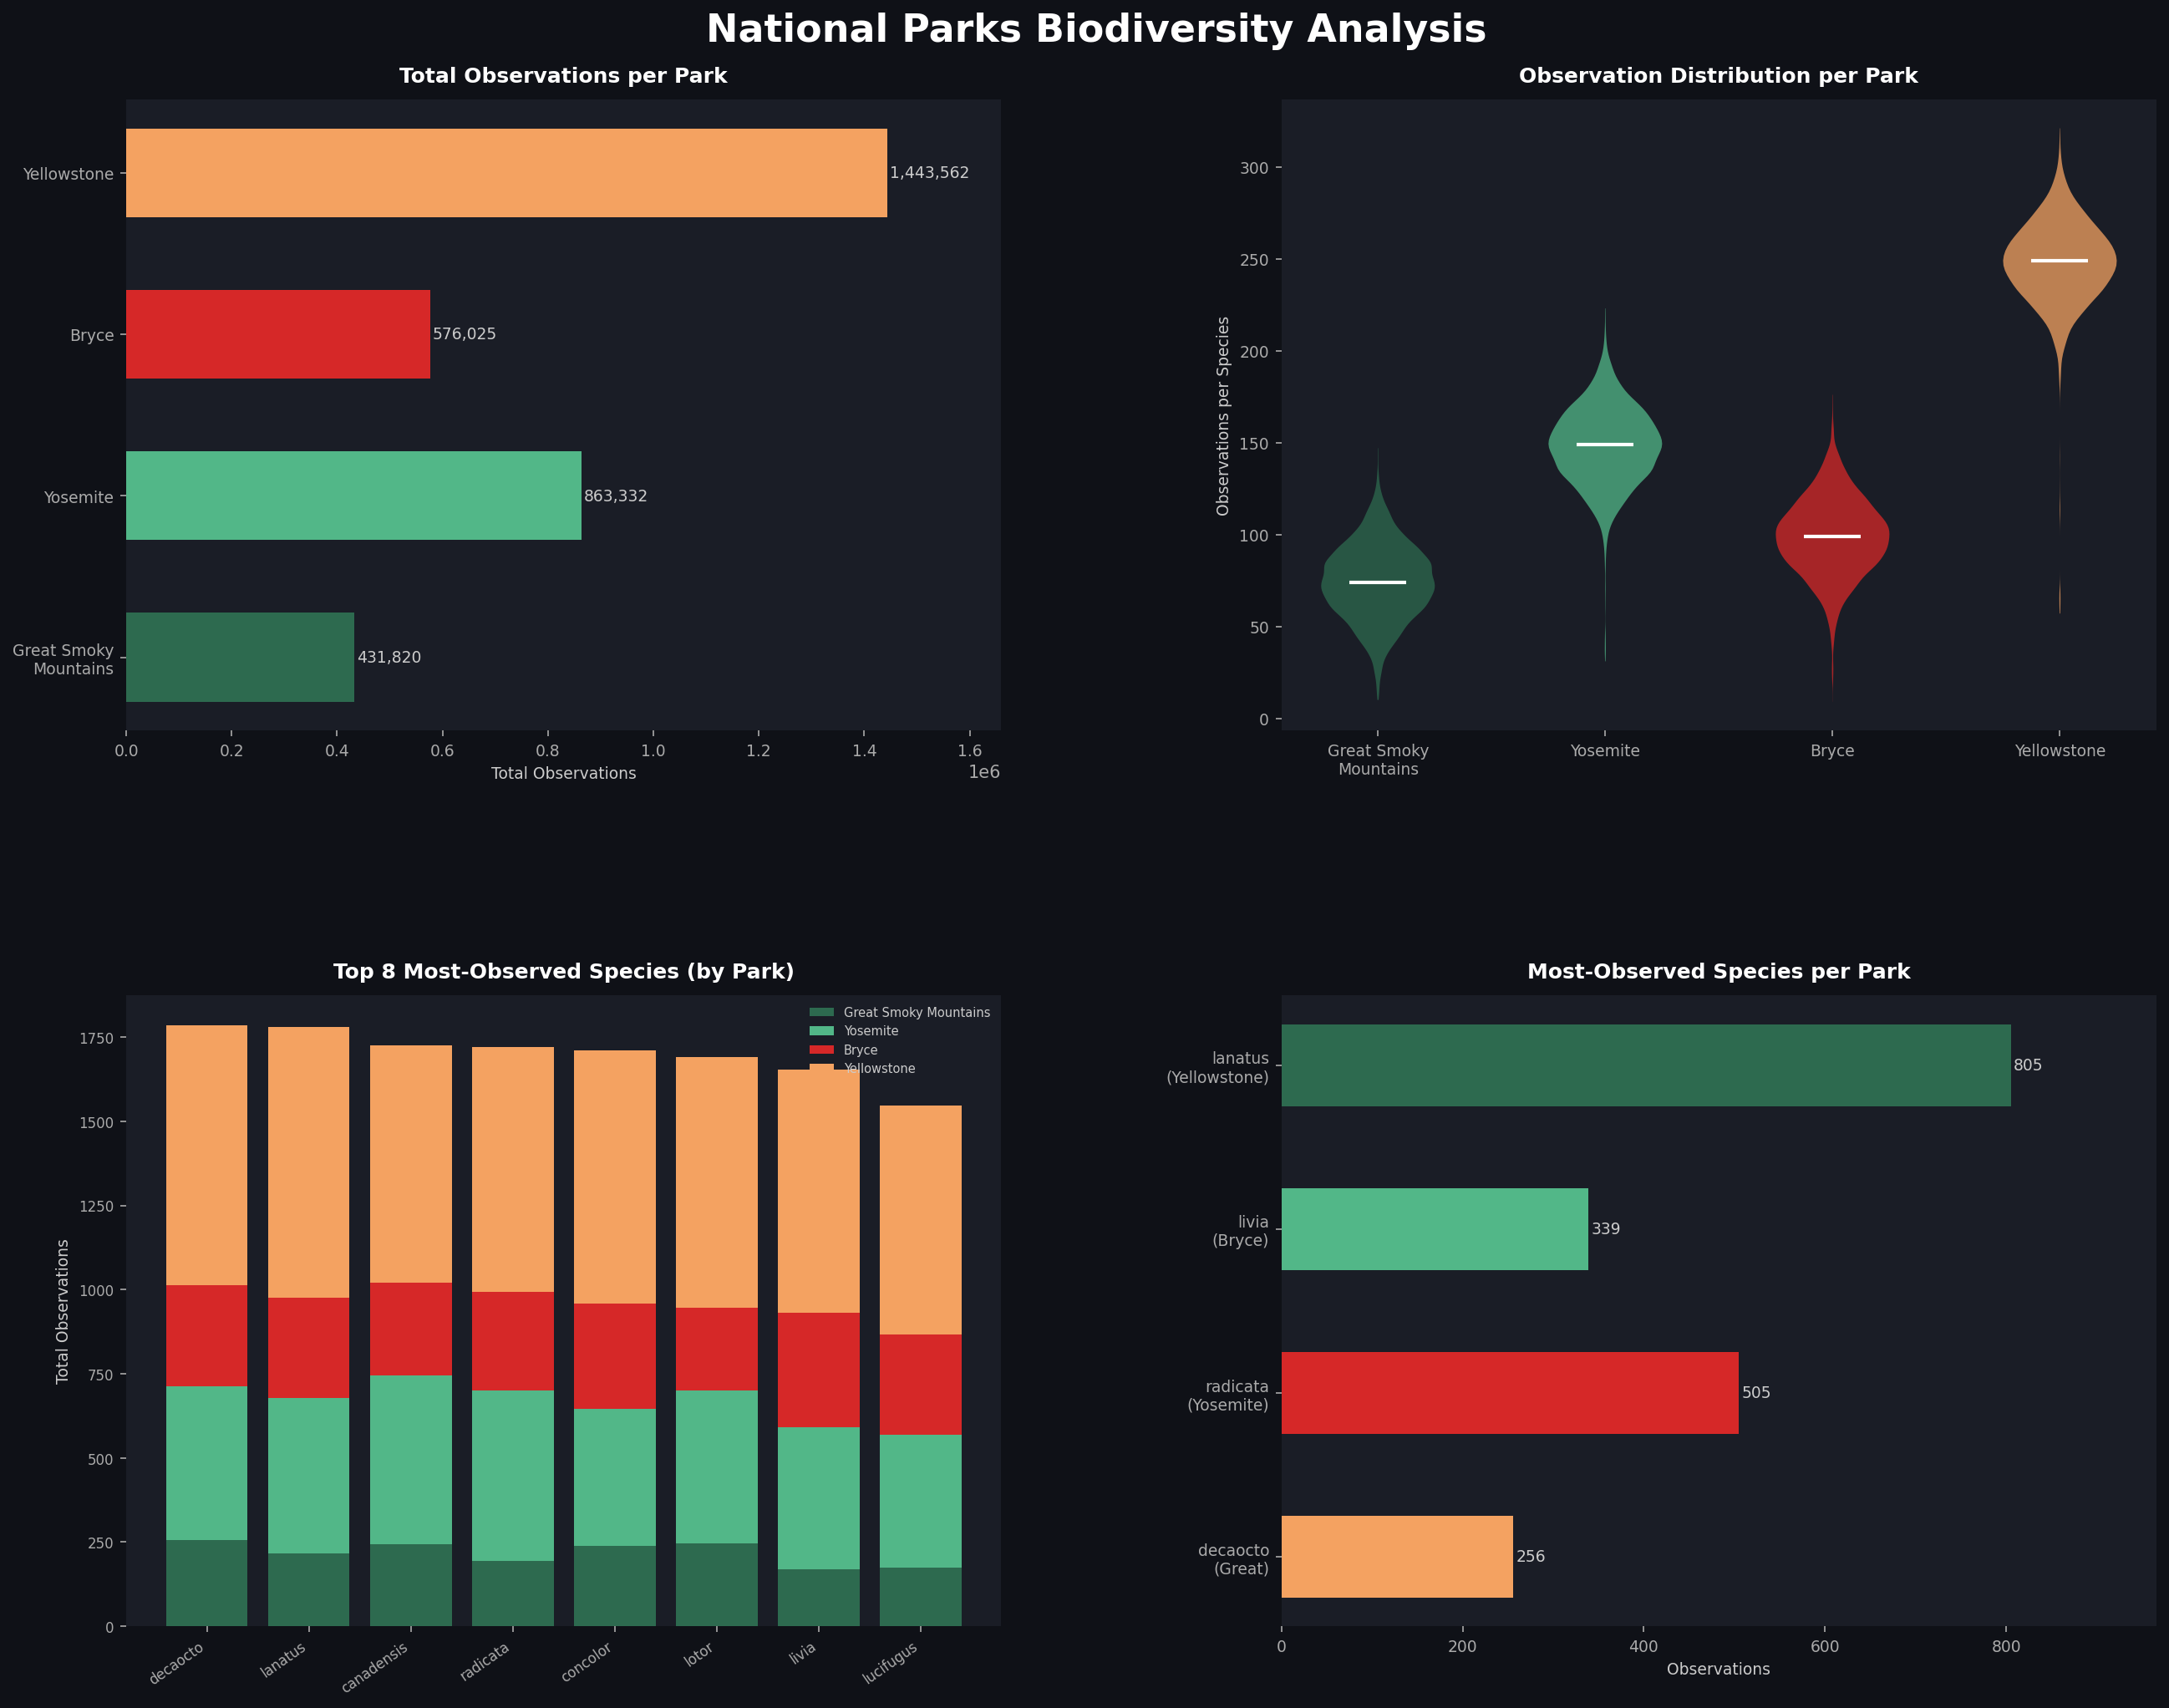 National Parks Biodiversity Analysis
Total Observations per Park
Yellowstone
1,443,562
Bryce
576,025
Yosemite
863,332
Great Smoky
Mountains
431,820
0.0 0.2 0.4 0.6 0.8 1.0 1.2 1.4 1.6
1e6
Total Observations
Observation Distribution per Park
Observations per Species
300
250
200
150
100
50
0
Great Smoky
Mountains
Yosemite
Bryce
Yellowstone
Top 8 Most-Observed Species (by Park)
Great Smoky Mountains
Yosemite
Bryce
Yellowstone
Total Observations
1750
1500
1250
1000
750
500
250
0
decaocto
lanatus
canadensis
radicata
concolor
lotor
livia
lucifugus
Most-Observed Species per Park
lanatus
(Yellowstone)
805
livia
(Bryce)
339
radicata
(Yosemite)
505
decaocto
(Great)
256
0 200 400 600 800
Observations